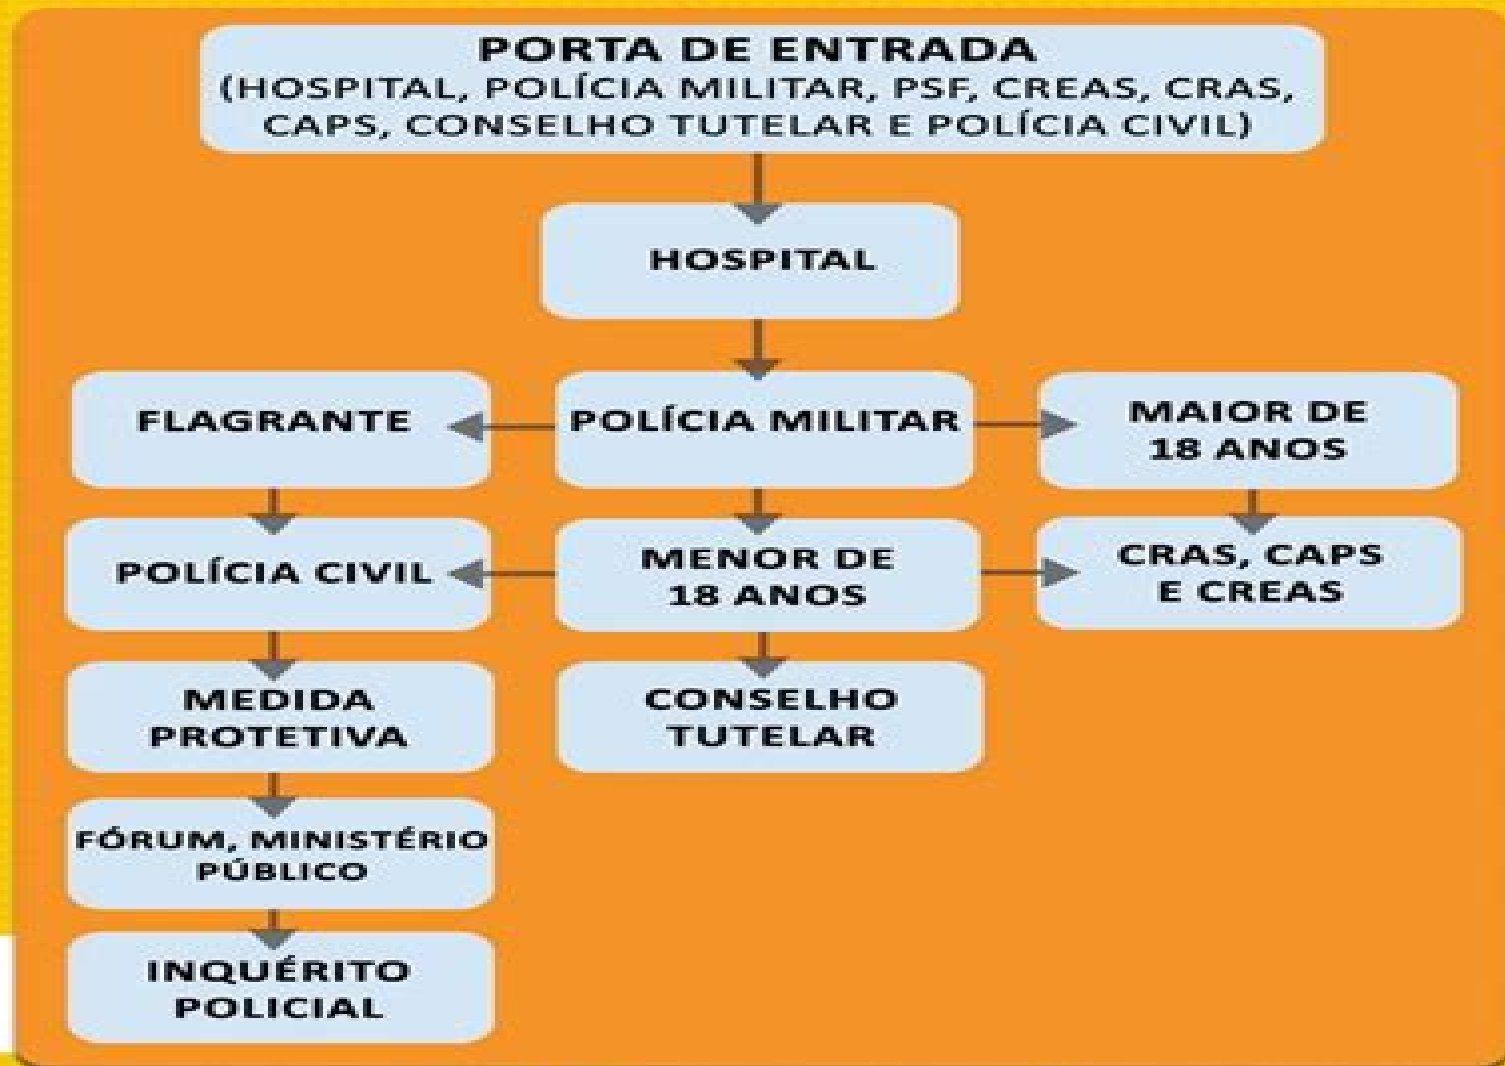 PORTA DE ENTRADA
(HOSPITAL, POLÍCIA MILITAR, PSF, CREAS, CRAS,
CAPS, CONSELHO TUTELAR E POLÍCIA CIVIL)
HOSPITAL
FLAGRANTE
POLÍCIA MILITAR
MAIOR DE
18 ANOS
POLÍCIA CIVIL
MENOR DE
18 ANOS
CRAS, CAPS
E CREAS
MEDIDA
PROTETIVA
CONSELHO
TUTELAR
FÓRUM, MINISTÉRIO
PÚBLICO
INQUÉRITO
POLICIAL